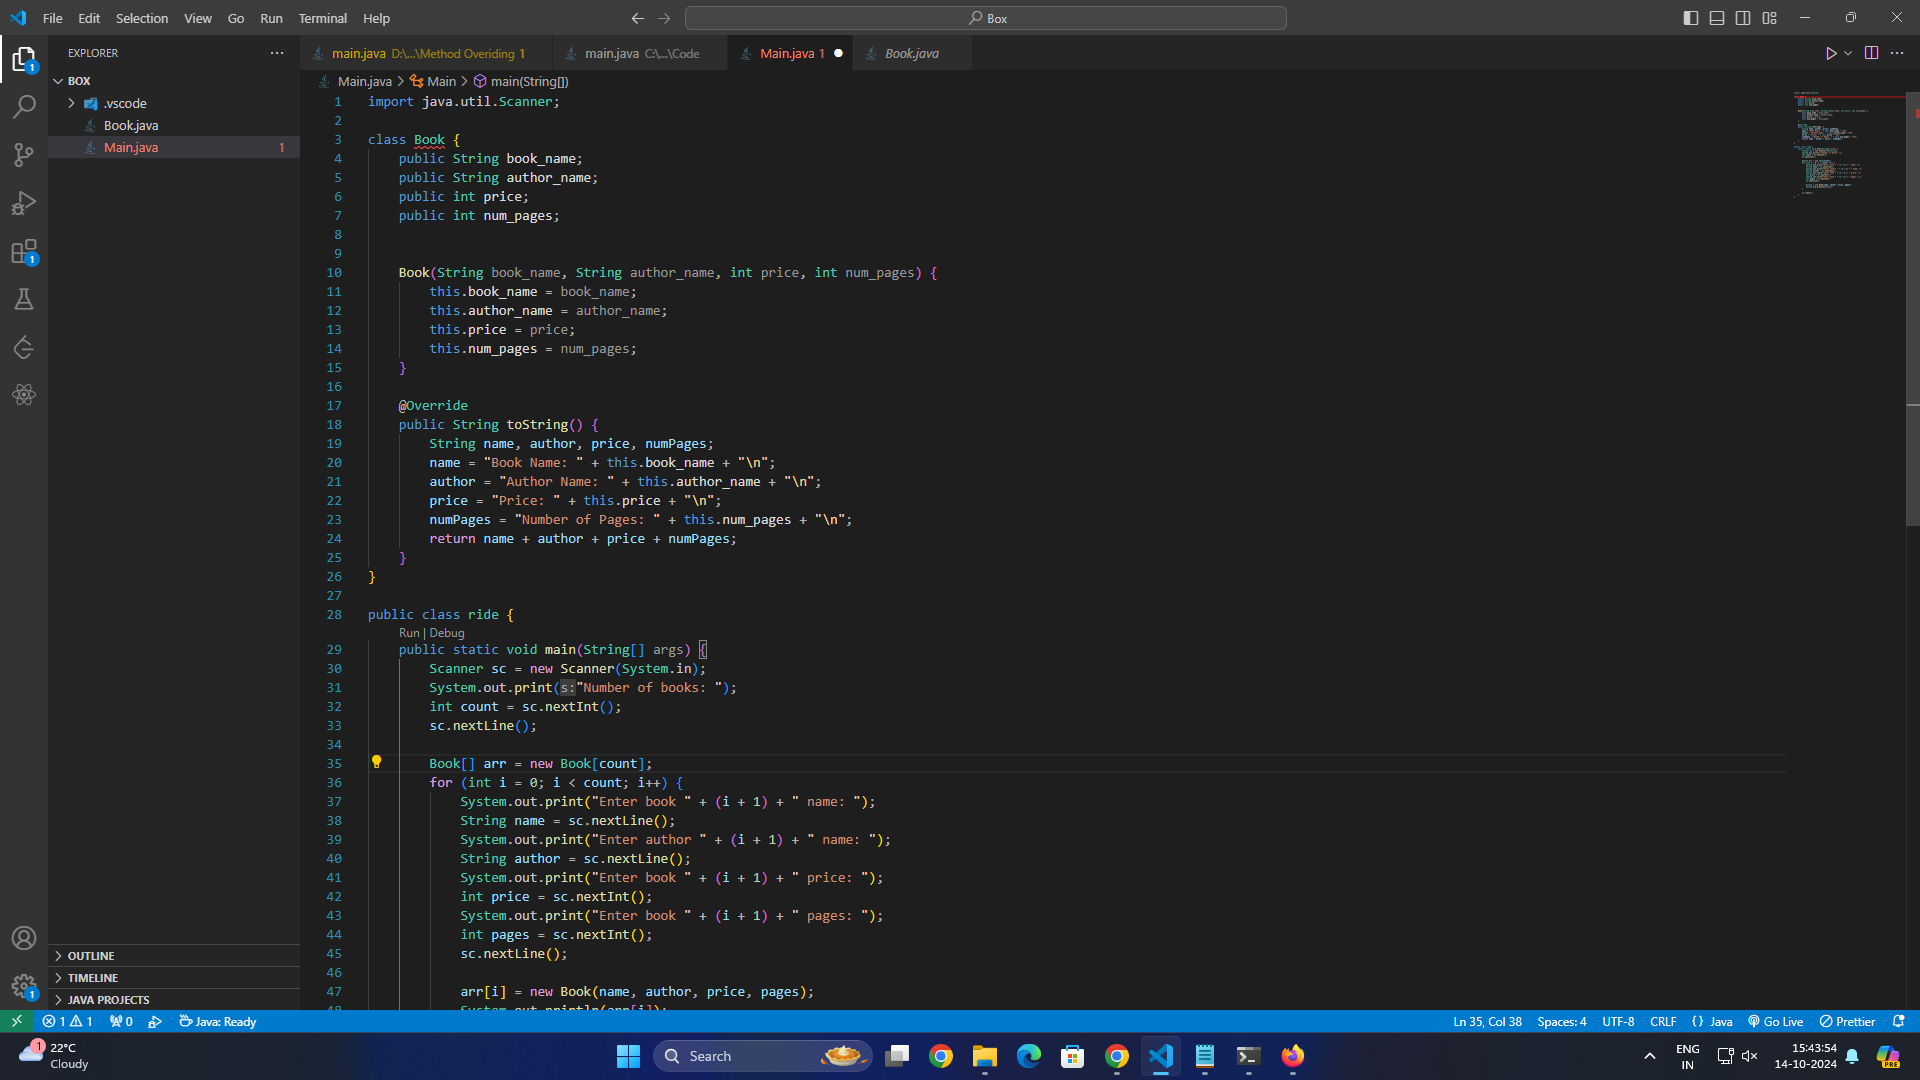 File Edit Selection View Go Run Terminal Help
Box
EXPLORER
main.java D:\...\Method Overiding 1
main.java C:\...\Code
Main.java 1
Book.java
BOX
.vscode
Book.java
Main.java 1
Main.java > Main > main(String[])
1 import java.util.Scanner;
2
3 class Book {
4 public String book_name;
5 public String author_name;
6 public int price;
7 public int num_pages;
8
9
10 Book(String book_name, String author_name, int price, int num_pages) {
11 this.book_name = book_name;
12 this.author_name = author_name;
13 this.price = price;
14 this.num_pages = num_pages;
15 }
16
17 @Override
18 public String toString() {
19 String name, author, price, numPages;
20 name = "Book Name: " + this.book_name + "\n";
21 author = "Author Name: " + this.author_name + "\n";
22 price = "Price: " + this.price + "\n";
23 numPages = "Number of Pages: " + this.num_pages + "\n";
24 return name + author + price + numPages;
25 }
26 }
27
28 public class ride {
Run | Debug
29 public static void main(String[] args) {
30 Scanner sc = new Scanner(System.in);
31 System.out.print(s:"Number of books: ");
32 int count = sc.nextInt();
33 sc.nextLine();
34
35 Book[] arr = new Book[count];
36 for (int i = 0; i < count; i++) {
37 System.out.print("Enter book " + (i + 1) + " name: ");
38 String name = sc.nextLine();
39 System.out.print("Enter author " + (i + 1) + " name: ");
40 String author = sc.nextLine();
41 System.out.print("Enter book " + (i + 1) + " price: ");
42 int price = sc.nextInt();
43 System.out.print("Enter book " + (i + 1) + " pages: ");
44 int pages = sc.nextInt();
45 sc.nextLine();
46
47 arr[i] = new Book(name, author, price, pages);
48 System.out.println(arr[i]);
OUTLINE
TIMELINE
JAVA PROJECTS
1 1 0 Java: Ready
Ln 35, Col 38 Spaces: 4 UTF-8 CRLF {} Java Go Live Prettier
1 22°C
Cloudy
Search
ENG
IN
15:43:54
14-10-2024
PRE